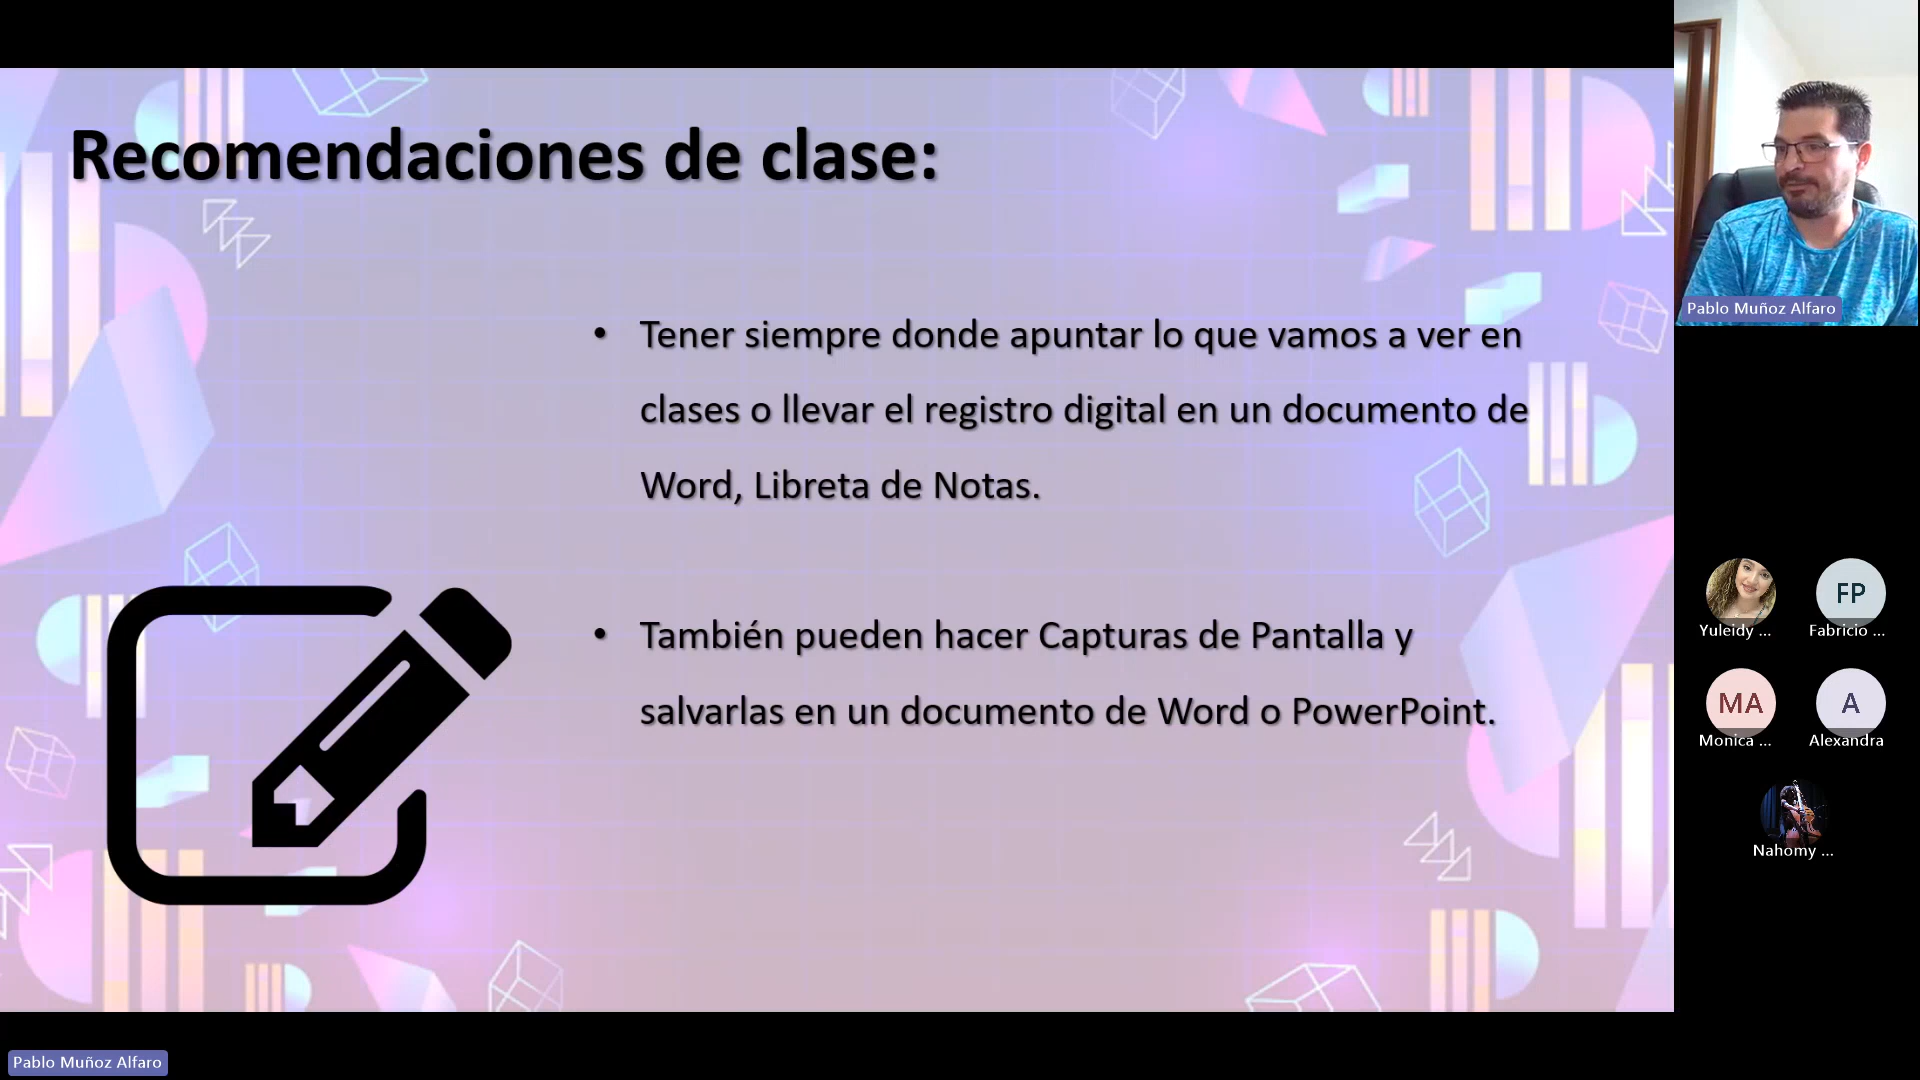 Recomendaciones de clase:
• Tener siempre donde apuntar lo que vamos a ver en
clases o llevar el registro digital en un documento de
Word, Libreta de Notas.
• También pueden hacer Capturas de Pantalla y
salvarlas en un documento de Word o PowerPoint.
Pablo Muñoz Alfaro
Yuleidy ...
FP
Fabricio ...
MA
Monica ...
A
Alexandra
Nahomy ...
Pablo Muñoz Alfaro